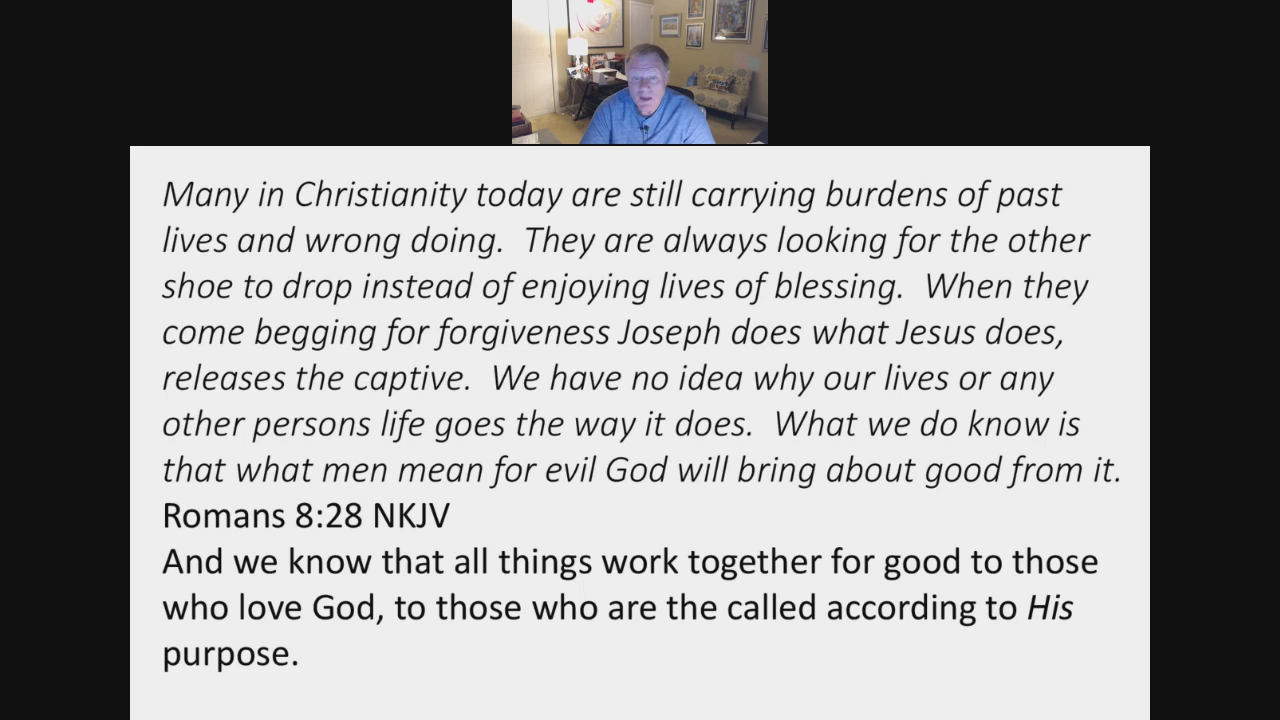 Many in Christianity today are still carrying burdens of past
lives and wrong doing.  They are always looking for the other
shoe to drop instead of enjoying lives of blessing.  When they
come begging for forgiveness Joseph does what Jesus does,
releases the captive.  We have no idea why our lives or any
other persons life goes the way it does.  What we do know is
that what men mean for evil God will bring about good from it.
Romans 8:28 NKJV
And we know that all things work together for good to those
who love God, to those who are the called according to His
purpose.